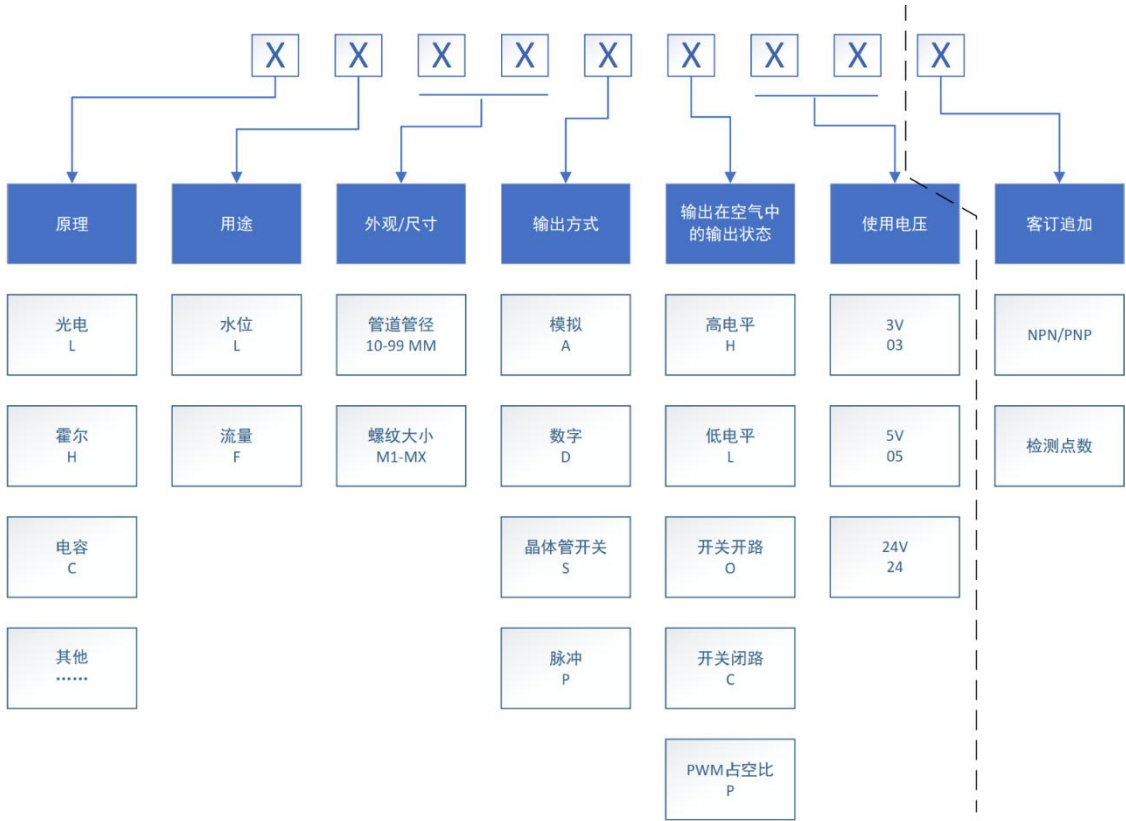 X X X X X X X X X
原理
用途
外观/尺寸
输出方式
输出在空气中
的输出状态
使用电压
客订追加
光电
L
水位
L
管道管径
10-99 MM
模拟
A
高电平
H
3V
03
NPN/PNP
霍尔
H
流量
F
螺纹大小
M1-MX
数字
D
低电平
L
5V
05
检测点数
电容
C
晶体管开关
S
开关开路
O
24V
24
其他
······
脉冲
P
开关闭路
C
PWM占空比
P